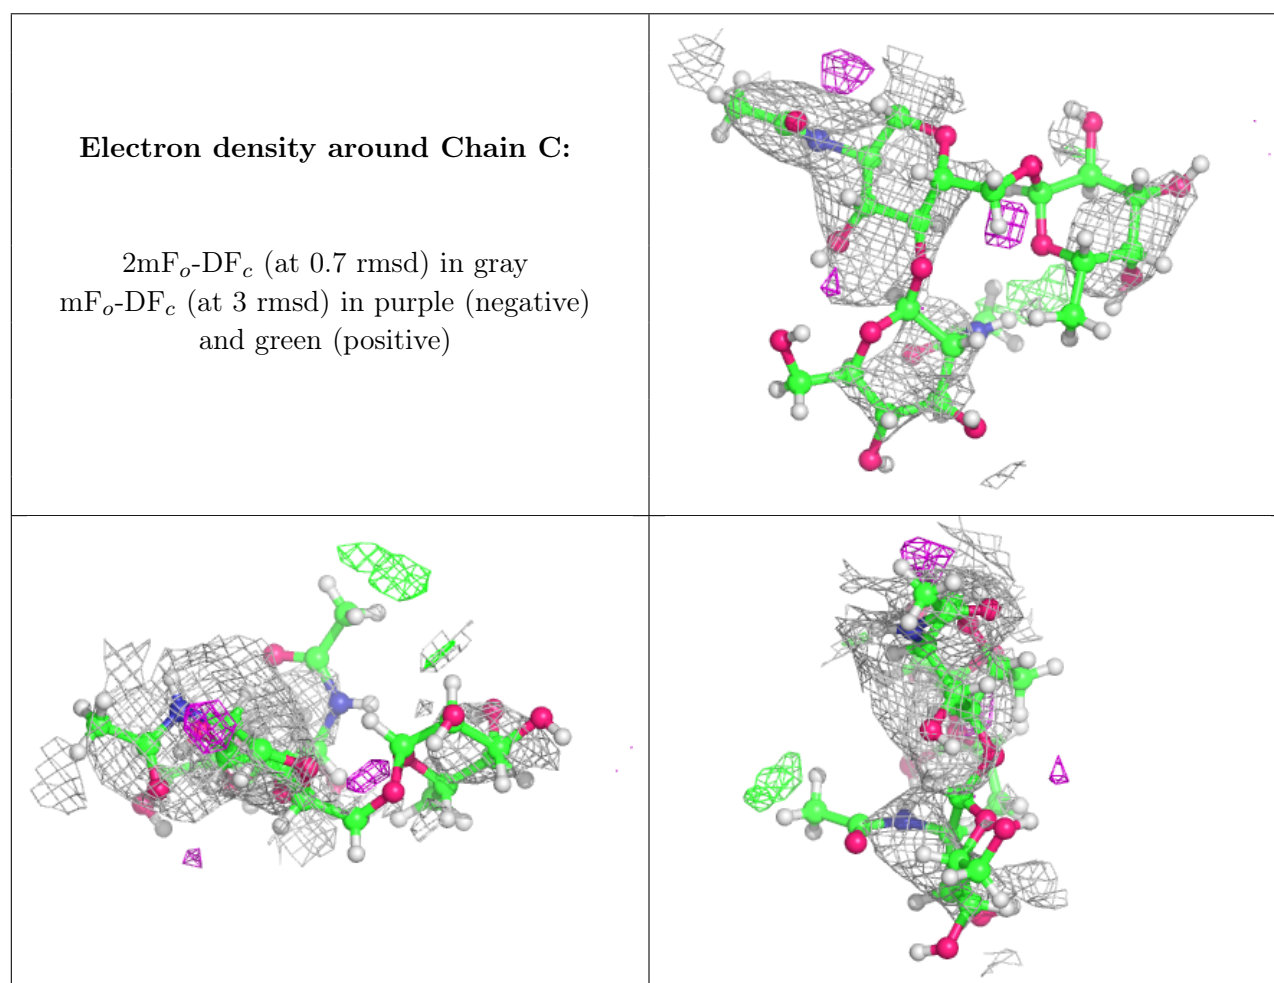 Electron density around Chain C:
2mFₒ-DF𝒸 (at 0.7 rmsd) in gray
mFₒ-DF𝒸 (at 3 rmsd) in purple (negative)
and green (positive)